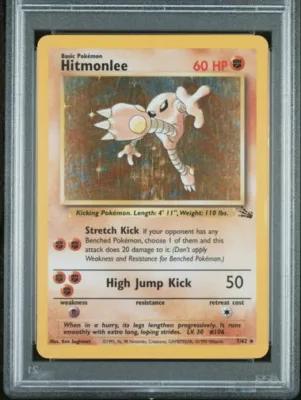 Basic Pokémon
Hitmonlee 60 HP
Kicking Pokémon. Length: 4' 11", Weight: 110 lbs.
Stretch Kick If your opponent has any
Benched Pokémon, choose 1 of them and this
attack does 20 damage to it. (Don't apply
Weakness and Resistance for Benched Pokémon.)
High Jump Kick 50
weakness resistance retreat cost
When in a hurry, its legs lengthen progressively. It runs
smoothly with extra long, loping strides. LV. 30 #106
Illus. Ken Sugimori
7/62 ★